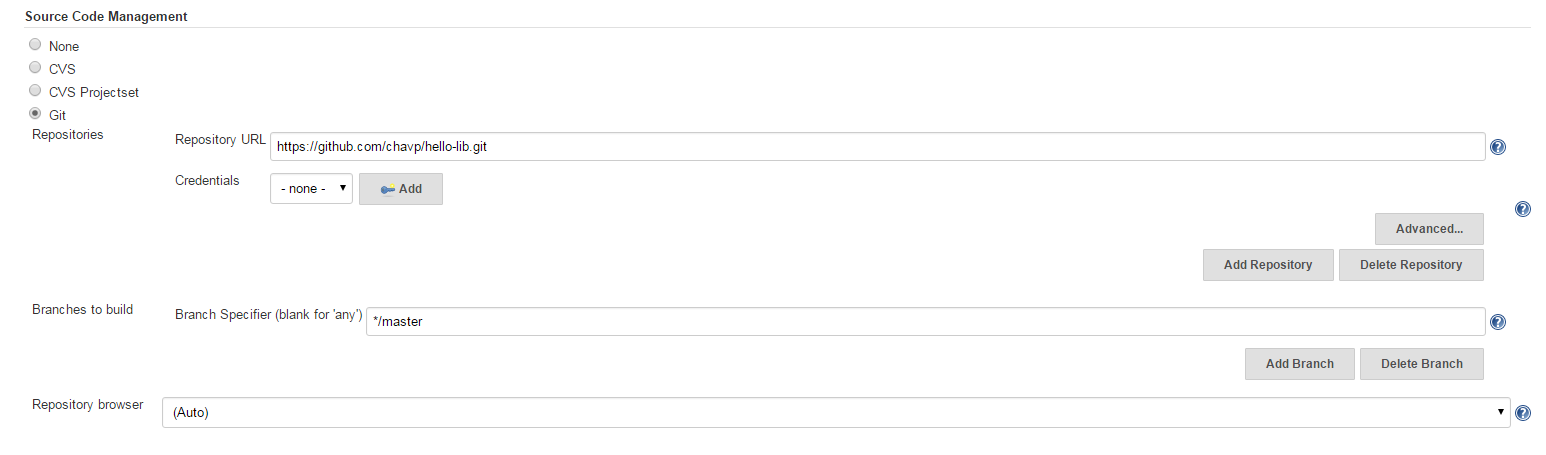 Source Code Management
None
CVS
CVS Projectset
Git
Repositories
Repository URL https://github.com/chavp/hello-lib.git
Credentials - none - Add
Advanced...
Add Repository Delete Repository
Branches to build Branch Specifier (blank for 'any') */master
Add Branch Delete Branch
Repository browser (Auto)